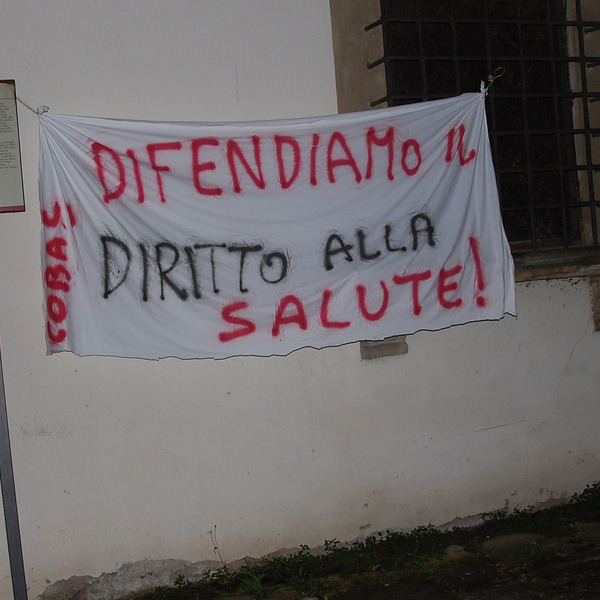 DIFENDIAMO IL
DIRITTO ALLA
SALUTE!
COBAS